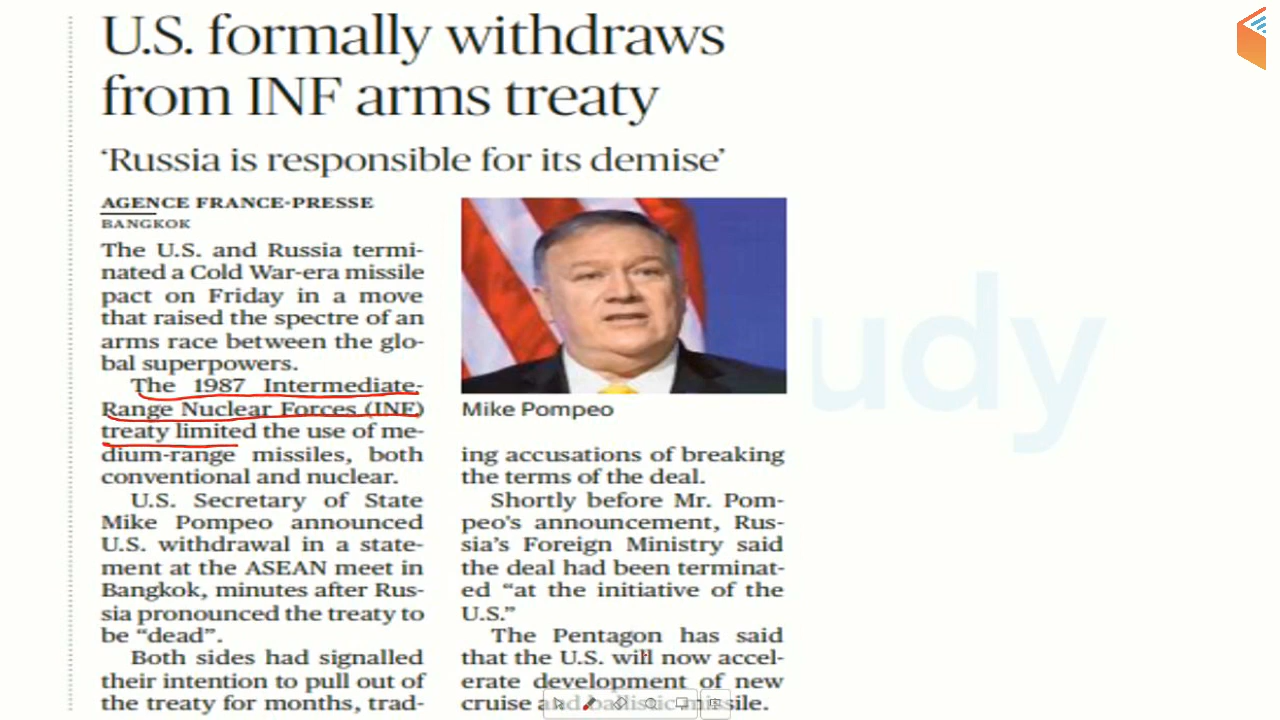 U.S. formally withdraws
from INF arms treaty
‘Russia is responsible for its demise’
AGENCE FRANCE-PRESSE
BANGKOK
The U.S. and Russia termi-
nated a Cold War-era missile
pact on Friday in a move
that raised the spectre of an
arms race between the glo-
bal superpowers.
The 1987 Intermediate-
Range Nuclear Forces (INF)
treaty limited the use of me-
dium-range missiles, both
conventional and nuclear.
U.S. Secretary of State
Mike Pompeo announced
U.S. withdrawal in a state-
ment at the ASEAN meet in
Bangkok, minutes after Rus-
sia pronounced the treaty to
be “dead”.
Both sides had signalled
their intention to pull out of
the treaty for months, trad-
Mike Pompeo
ing accusations of breaking
the terms of the deal.
Shortly before Mr. Pom-
peo’s announcement, Rus-
sia’s Foreign Ministry said
the deal had been terminat-
ed “at the initiative of the
U.S.”
The Pentagon has said
that the U.S. will now accel-
erate development of new
cruise and ballistic missile.
udy